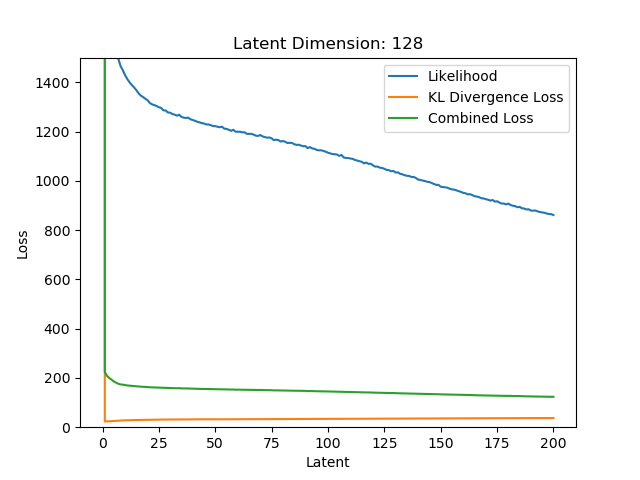 Latent Dimension: 128
Likelihood
KL Divergence Loss
Combined Loss
Loss
1400
1200
1000
800
600
400
200
0
0 25 50 75 100 125 150 175 200
Latent